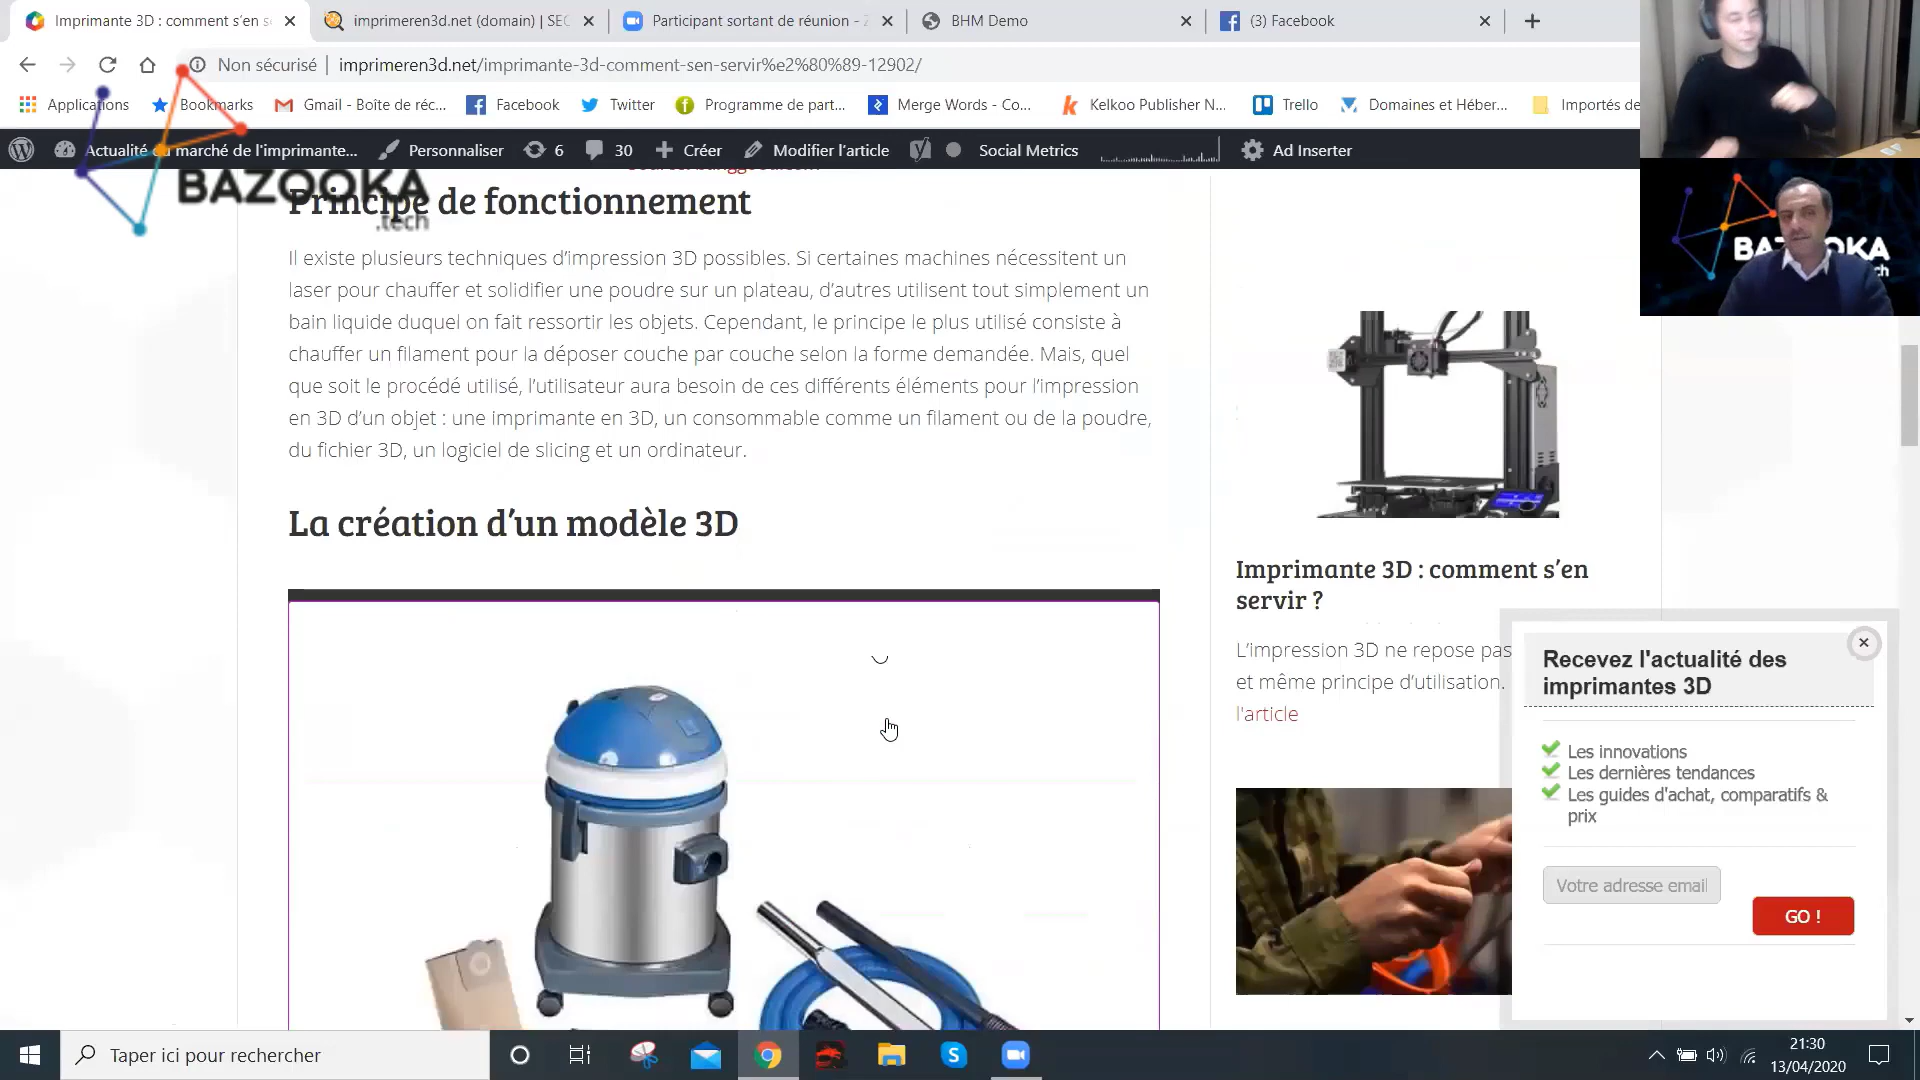 Imprimante 3D : comment s'en s
imprimeren3d.net (domain) | SEC
Participant sortant de réunion - Z
BHM Demo
(3) Facebook
Non sécurisé
imprimeren3d.net/imprimante-3d-comment-sen-servir%e2%80%89-12902/
Applications
Bookmarks
Gmail - Boîte de réc...
Facebook
Twitter
Programme de part...
Merge Words - Co...
Kelkoo Publisher N...
Trello
Domaines et Héber...
Importés de
Actualité du marché de l'imprimante...
Personnaliser
6
30
Créer
Modifier l'article
Social Metrics
Ad Inserter
BAZOOKA
.tech
Principe de fonctionnement
Il existe plusieurs techniques d'impression 3D possibles. Si certaines machines nécessitent un
laser pour chauffer et solidifier une poudre sur un plateau, d'autres utilisent tout simplement un
bain liquide duquel on fait ressortir les objets. Cependant, le principe le plus utilisé consiste à
chauffer un filament pour la déposer couche par couche selon la forme demandée. Mais, quel
que soit le procédé utilisé, l'utilisateur aura besoin de ces différents éléments pour l'impression
en 3D d'un objet : une imprimante en 3D, un consommable comme un filament ou de la poudre,
du fichier 3D, un logiciel de slicing et un ordinateur.
La création d'un modèle 3D
Imprimante 3D : comment s'en
servir ?
L'impression 3D ne repose pas
et même principe d'utilisation.
l'article
Recevez l'actualité des
imprimantes 3D
Les innovations
Les dernières tendances
Les guides d'achat, comparatifs &
prix
Votre adresse email
GO !
Taper ici pour rechercher
21:30
13/04/2020